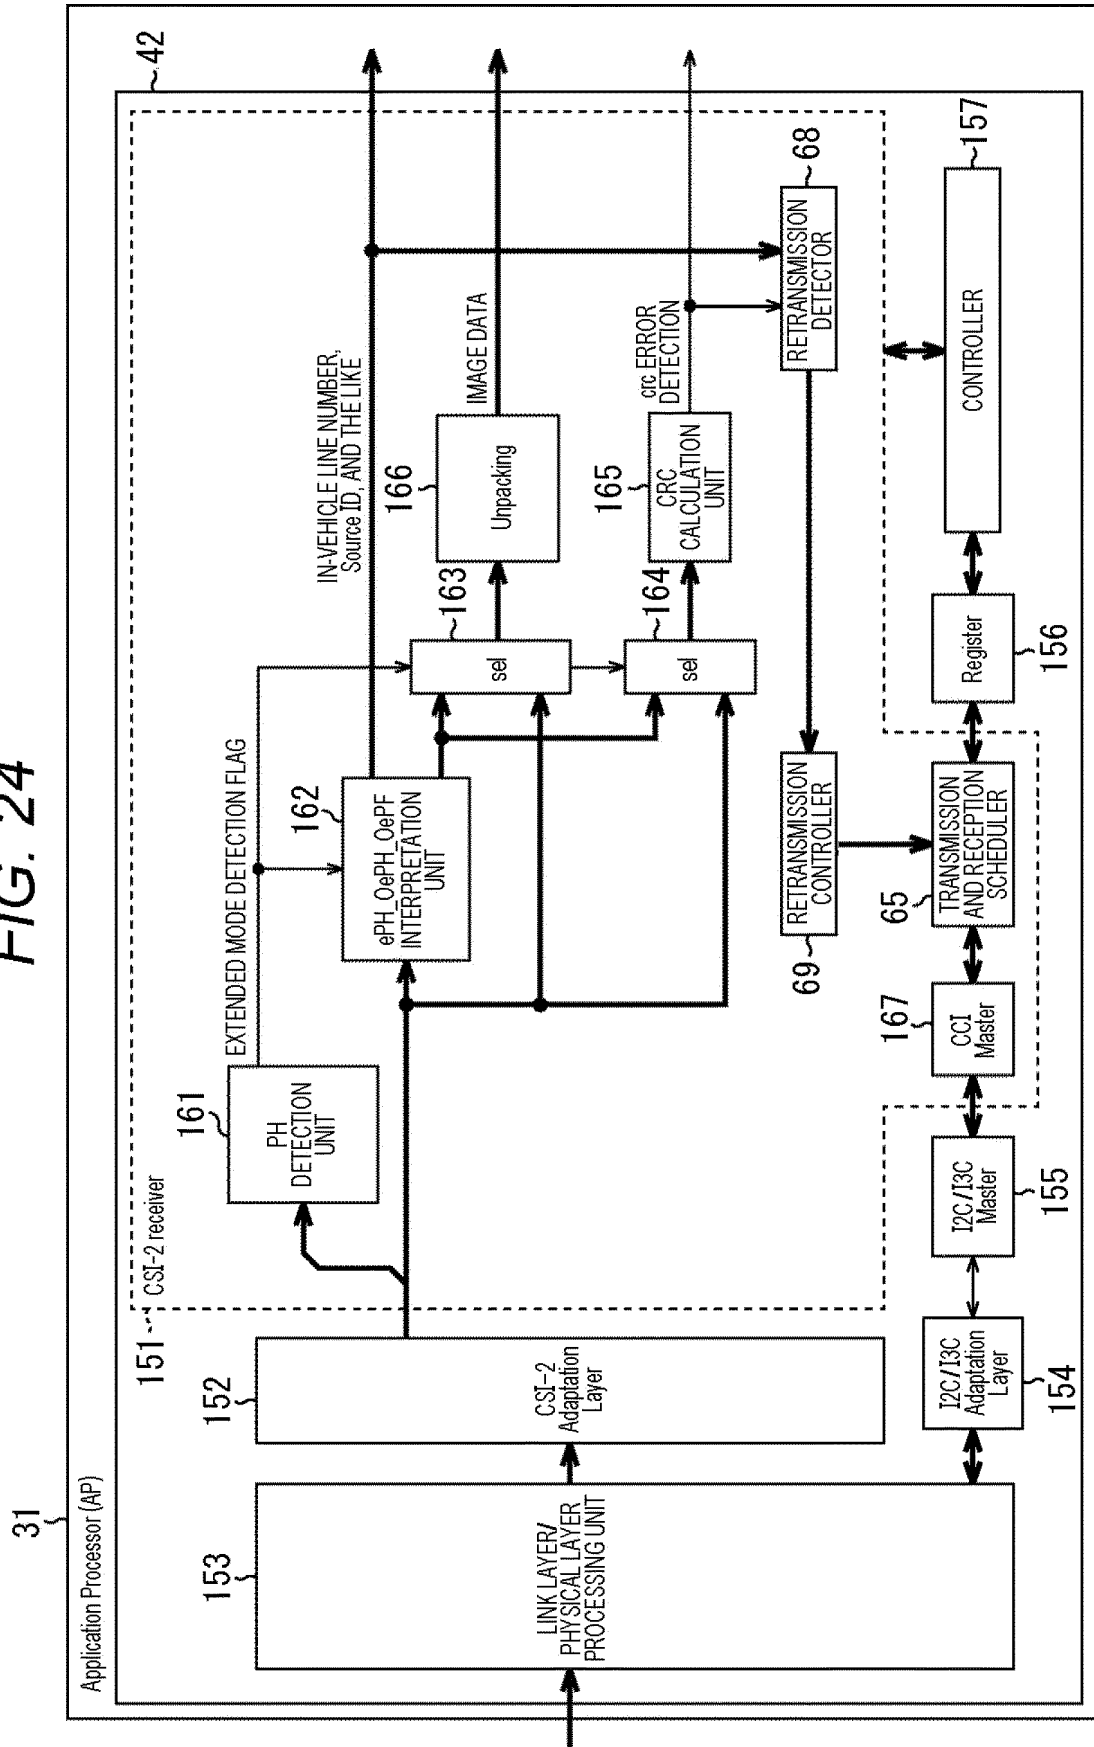 FIG. 24
31
Application Processor (AP)
42
151
CSI-2 receiver
153
LINK LAYER/
PHYSICAL LAYER
PROCESSING UNIT
152
CSI-2
Adaptation
Layer
161
PH
DETECTION
UNIT
EXTENDED MODE DETECTION FLAG
162
ePH_OePH_OePF
INTERPRETATION
UNIT
IN-VEHICLE LINE NUMBER,
Source ID, AND THE LIKE
163
sel
166
Unpacking
IMAGE DATA
164
sel
165
CRC
CALCULATION
UNIT
crc ERROR
DETECTION
68
RETRANSMISSION
DETECTOR
69
RETRANSMISSION
CONTROLLER
154
I2C/I3C
Adaptation
Layer
155
I2C/I3C
Master
167
CCI
Master
65
TRANSMISSION
AND RECEPTION
SCHEDULER
156
Register
157
CONTROLLER